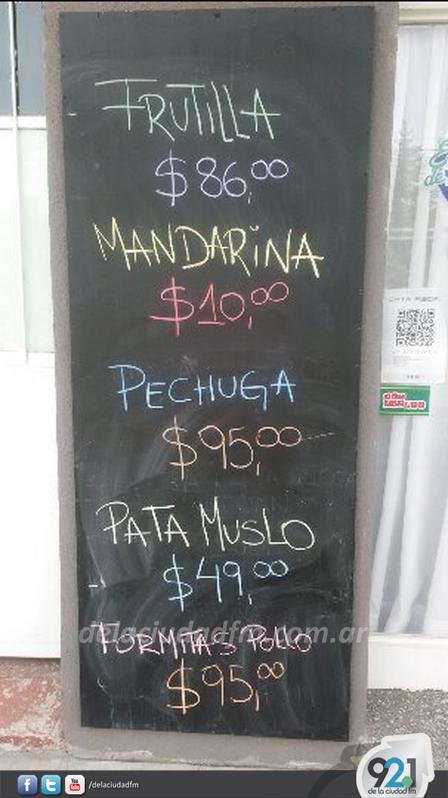 FRUTILLA
$86,00
MANDARiNA
$10,00
PECHUGA
$95,00
PATA MUSLO
$49,00
delaciudadfm.com.ar
FORMITAS POLLO
$95,00
/delaciudadfm
92.1
de la ciudad fm